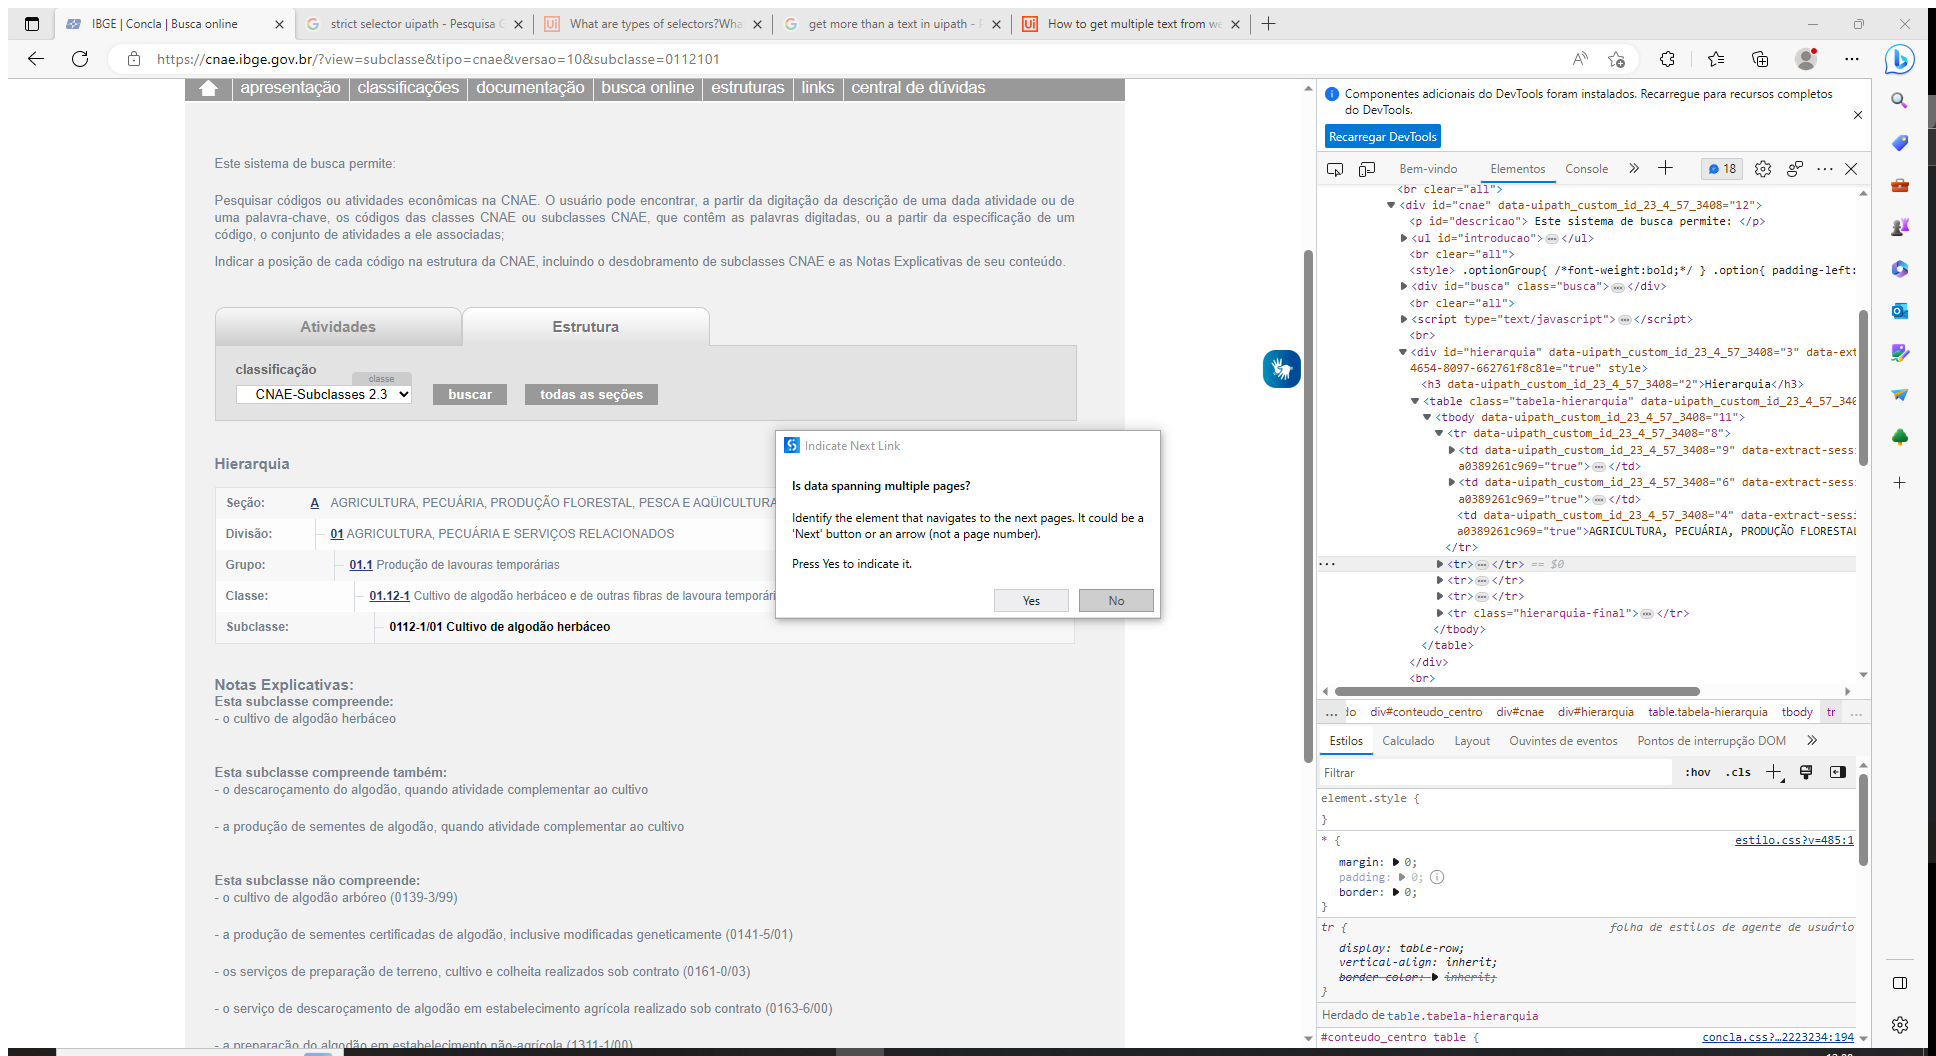 IBGE | Concla | Busca online
strict selector uipath - Pesquisa
What are types of selectors?Wha
get more than a text in uipath -
How to get multiple text from we
https://cnae.ibge.gov.br/?view=subclasse&tipo=cnae&versao=10&subclasse=0112101
apresentação
classificações
documentação
busca online
estruturas
links
central de dúvidas
Este sistema de busca permite:
Pesquisar códigos ou atividades econômicas na CNAE. O usuário pode encontrar, a partir da digitação da descrição de uma dada atividade ou de
uma palavra-chave, os códigos das classes CNAE ou subclasses CNAE, que contêm as palavras digitadas, ou a partir da especificação de um
código, o conjunto de atividades a ele associadas;
Indicar a posição de cada código na estrutura da CNAE, incluindo o desdobramento de subclasses CNAE e as Notas Explicativas de seu conteúdo.
Atividades
Estrutura
classificação
classe
CNAE-Subclasses 2.3
buscar
todas as seções
Hierarquia
Seção: A AGRICULTURA, PECUÁRIA, PRODUÇÃO FLORESTAL, PESCA E AQÜICULTURA
Divisão: 01 AGRICULTURA, PECUÁRIA E SERVIÇOS RELACIONADOS
Grupo: 01.1 Produção de lavouras temporárias
Classe: 01.12-1 Cultivo de algodão herbáceo e de outras fibras de lavoura temporári
Subclasse: 0112-1/01 Cultivo de algodão herbáceo
Notas Explicativas:
Esta subclasse compreende:
- o cultivo de algodão herbáceo
Esta subclasse compreende também:
- o descaroçamento do algodão, quando atividade complementar ao cultivo
- a produção de sementes de algodão, quando atividade complementar ao cultivo
Esta subclasse não compreende:
- o cultivo de algodão arbóreo (0139-3/99)
- a produção de sementes certificadas de algodão, inclusive modificadas geneticamente (0141-5/01)
- os serviços de preparação de terreno, cultivo e colheita realizados sob contrato (0161-0/03)
- o serviço de descaroçamento de algodão em estabelecimento agrícola realizado sob contrato (0163-6/00)
- a preparação do algodão em estabelecimento não-agrícola (1311-1/00)
Indicate Next Link
Is data spanning multiple pages?
Identify the element that navigates to the next pages. It could be a
'Next' button or an arrow (not a page number).
Press Yes to indicate it.
Yes
No
Componentes adicionais do DevTools foram instalados. Recarregue para recursos completos
do DevTools.
Recarregar DevTools
Bem-vindo
Elementos
Console
18
<br clear="all">
<div id="cnae" data-uipath_custom_id_23_4_57_3408="12">
<p id="descricao"> Este sistema de busca permite: </p>
<ul id="introducao">…</ul>
<br clear="all">
<style> .optionGroup{ /*font-weight:bold;*/ } .option{ padding-left:
<div id="busca" class="busca">…</div>
<br clear="all">
<script type="text/javascript">…</script>
<br>
<div id="hierarquia" data-uipath_custom_id_23_4_57_3408="3" data-ext
4654-8097-662761f8c81e="true" style>
<h3 data-uipath_custom_id_23_4_57_3408="2">Hierarquia</h3>
<table class="tabela-hierarquia" data-uipath_custom_id_23_4_57_340
<tbody data-uipath_custom_id_23_4_57_3408="11">
<tr data-uipath_custom_id_23_4_57_3408="8">
<td data-uipath_custom_id_23_4_57_3408="9" data-extract-sess
a0389261c969="true">…</td>
<td data-uipath_custom_id_23_4_57_3408="6" data-extract-sess
a0389261c969="true">…</td>
<td data-uipath_custom_id_23_4_57_3408="4" data-extract-sess
a0389261c969="true">AGRICULTURA, PECUÁRIA, PRODUÇÃO FLORESTAL
</tr>
… <tr>…</tr> == $0
<tr>…</tr>
<tr>…</tr>
<tr class="hierarquia-final">…</tr>
</tbody>
</table>
</div>
<br>
… do div#conteudo_centro div#cnae div#hierarquia table.tabela-hierarquia tbody tr …
Estilos
Calculado
Layout
Ouvintes de eventos
Pontos de interrupção DOM
Filtrar
:hov
.cls
element.style {
}
* {
estilo.css?v=485:1
margin: 0;
padding: 0;
border: 0;
}
tr {
folha de estilos de agente de usuário
display: table-row;
vertical-align: inherit;
border-color: inherit;
}
Herdado de table.tabela-hierarquia
#conteudo_centro table {
concla.css?…2223234:194